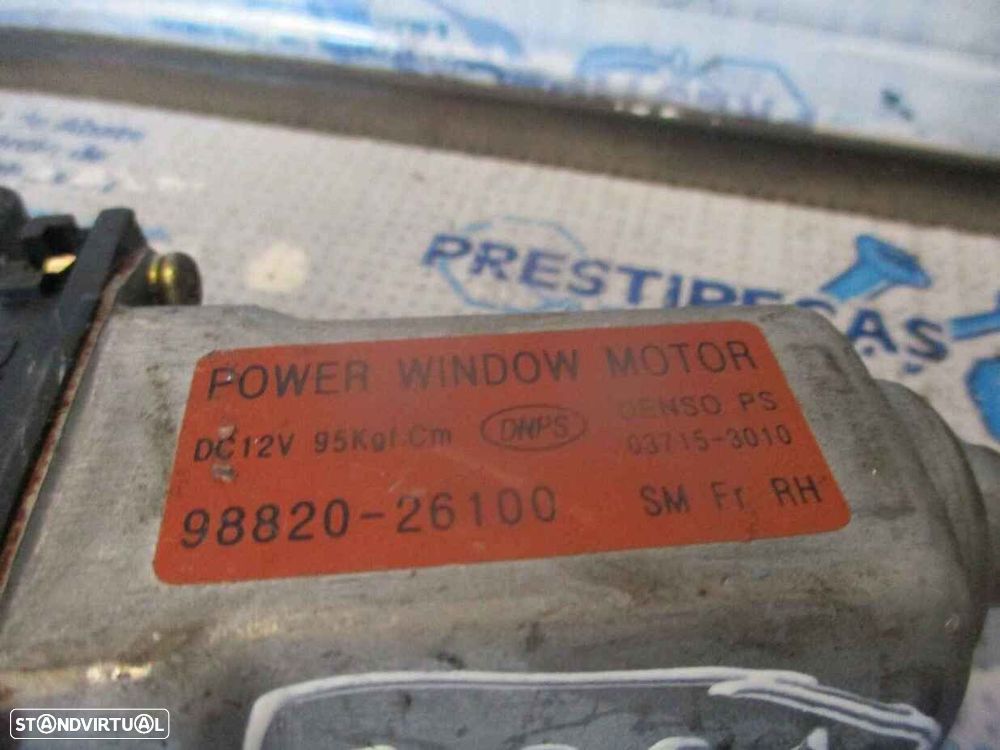 PRESTIPEÇAS
POWER WINDOW MOTOR
DC12V 95Kgf.Cm DNPS DENSO PS
03715-3010
98820-26100 SM Fr RH
STANDVIRTUAL